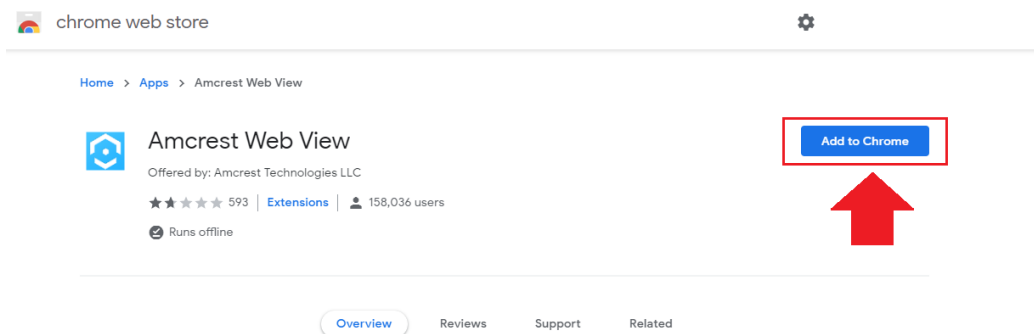 chrome web store
Home > Apps > Amcrest Web View
Amcrest Web View
Add to Chrome
Offered by: Amcrest Technologies LLC
593 | Extensions | 158,036 users
Runs offline
Overview Reviews Support Related